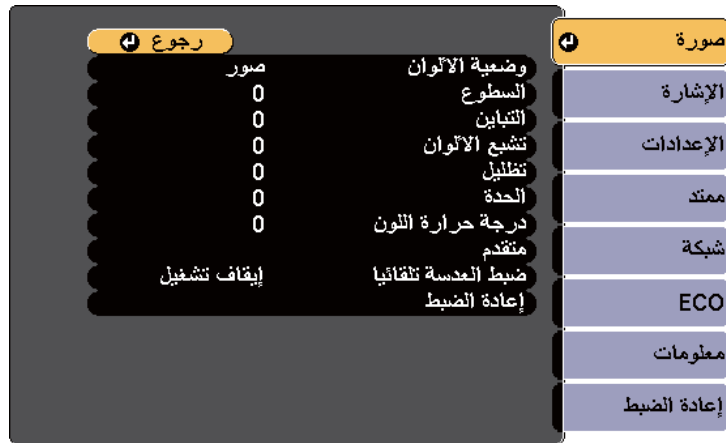 رجوع
وضعية الألوان صور
السطوع 0
التباين 0
تشبع الألوان 0
تظليل 0
الحدة 0
درجة حرارة اللون 0
متقدم
ضبط العدسة تلقائيا إيقاف تشغيل
إعادة الضبط
صورة
الإشارة
الإعدادات
ممتد
شبكة
ECO
معلومات
إعادة الضبط